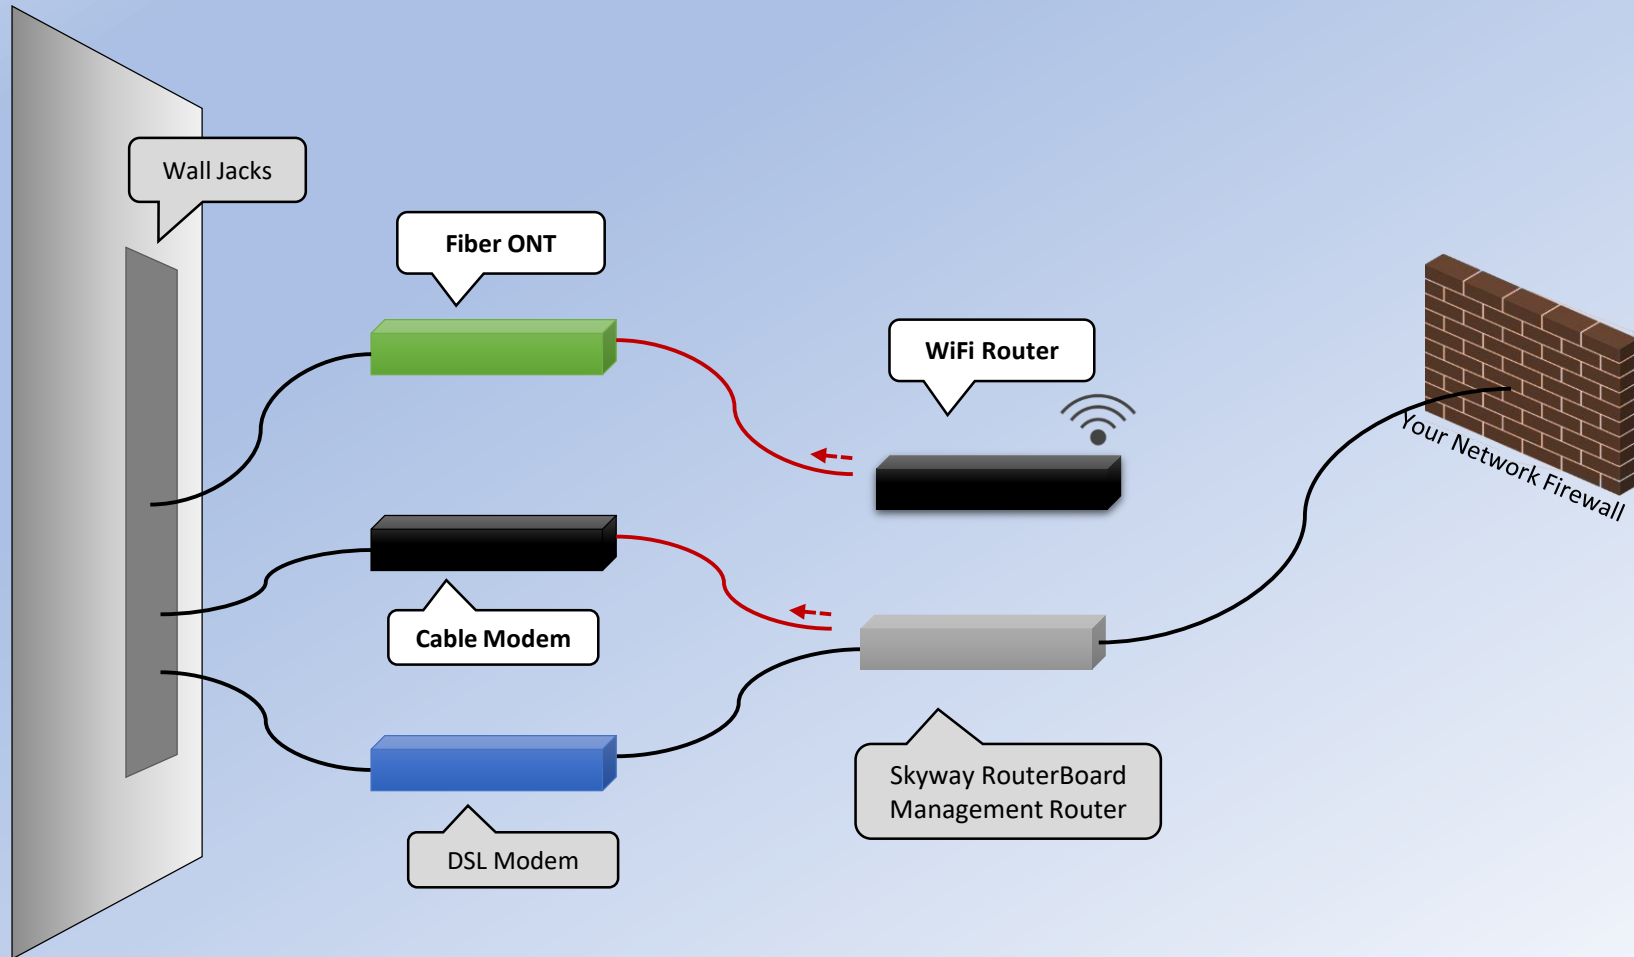 Wall Jacks
Fiber ONT
WiFi Router
Your Network Firewall
Cable Modem
Skyway RouterBoard
Management Router
DSL Modem